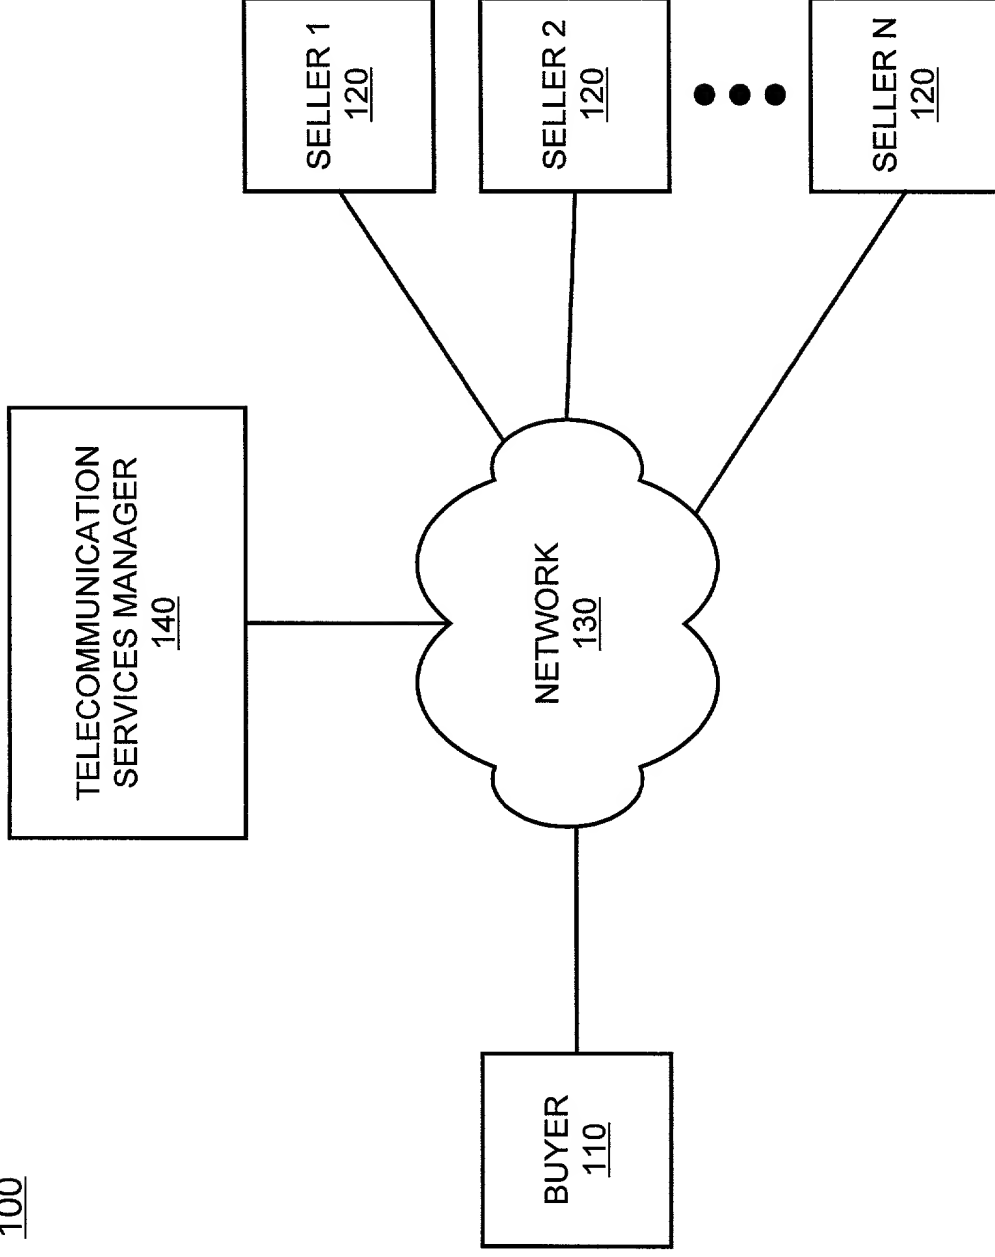 100
TELECOMMUNICATION
SERVICES MANAGER
140
BUYER
110
NETWORK
130
SELLER 1
120
SELLER 2
120
SELLER N
120